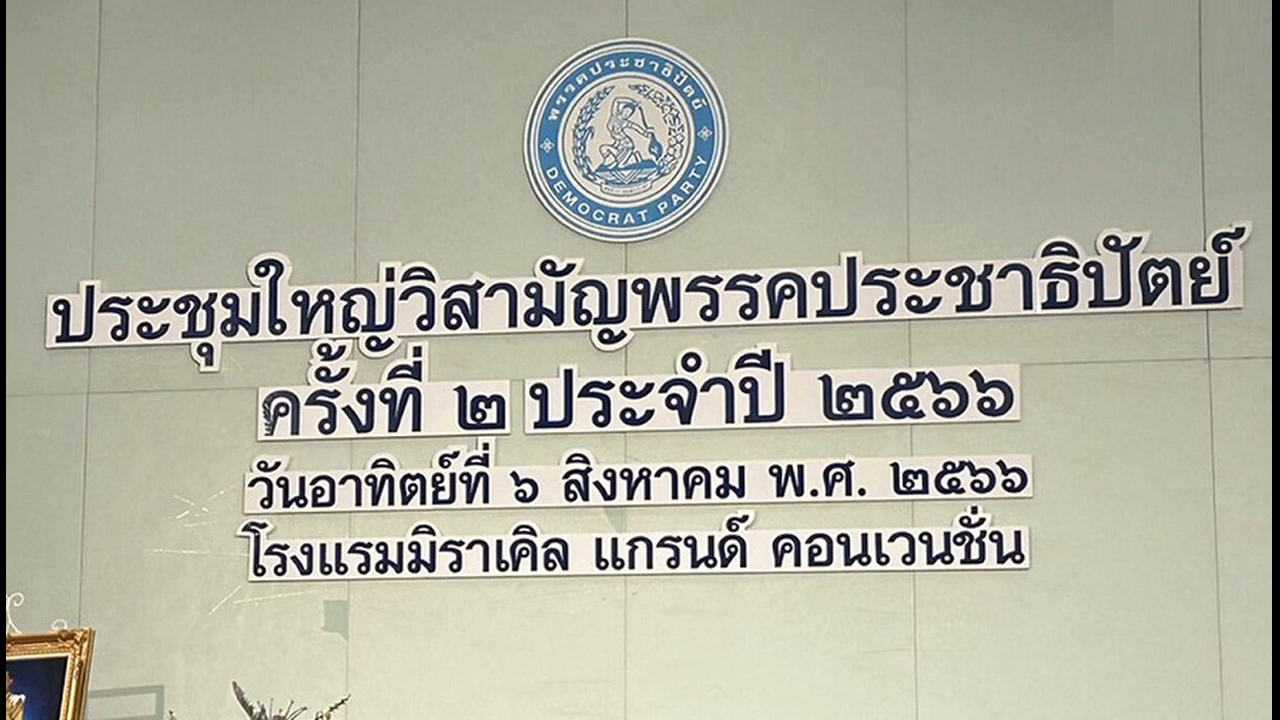 พรรคประชาธิปัตย์
DEMOCRAT PARTY
ประชุมใหญ่วิสามัญพรรคประชาธิปัตย์
ครั้งที่ ๒ ประจำปี ๒๕๖๖
วันอาทิตย์ที่ ๖ สิงหาคม พ.ศ. ๒๕๖๖
โรงแรมมิราเคิล แกรนด์ คอนเวนชั่น